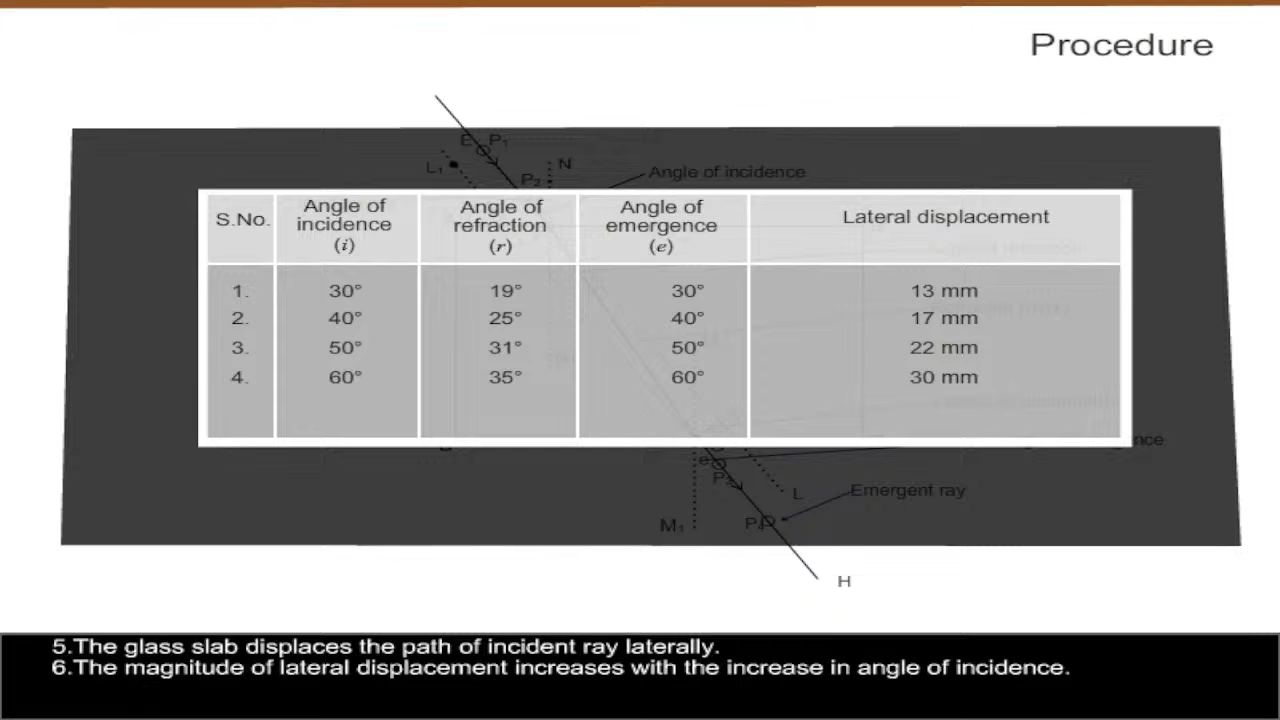 Procedure
E P₁
L₁ N
P₂ Angle of incidence
S.No. Angle of incidence (i) Angle of refraction (r) Angle of emergence (e) Lateral displacement
1. 30° 19° 30° 13 mm
2. 40° 25° 40° 17 mm
3. 50° 31° 50° 22 mm
4. 60° 35° 60° 30 mm
e
L Emergent ray
M₁ P₄
H
5.The glass slab displaces the path of incident ray laterally.
6.The magnitude of lateral displacement increases with the increase in angle of incidence.